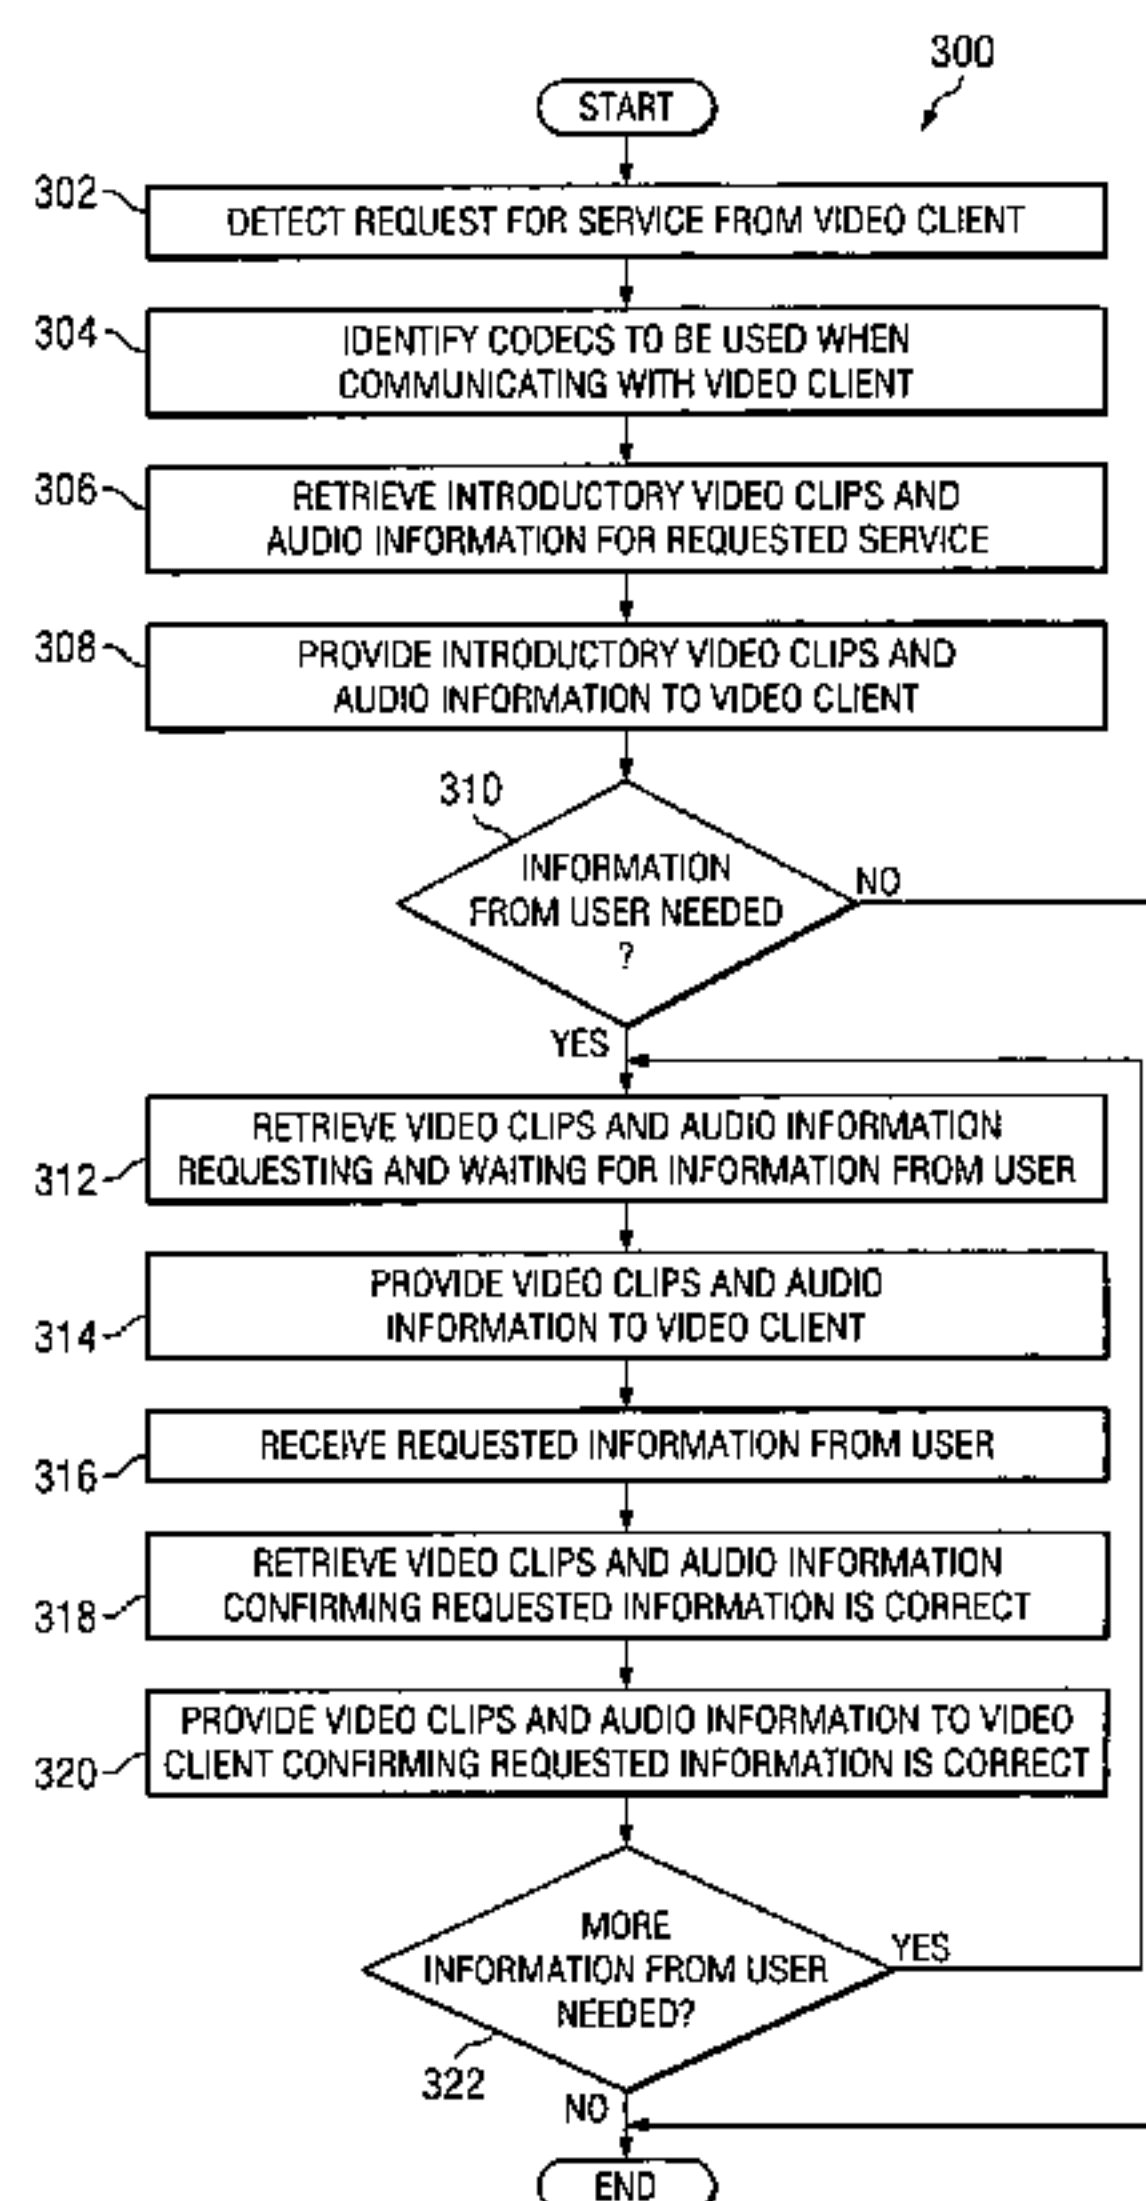 300
START
302
DETECT REQUEST FOR SERVICE FROM VIDEO CLIENT
304
IDENTIFY CODECS TO BE USED WHEN
COMMUNICATING WITH VIDEO CLIENT
306
RETRIEVE INTRODUCTORY VIDEO CLIPS AND
AUDIO INFORMATION FOR REQUESTED SERVICE
308
PROVIDE INTRODUCTORY VIDEO CLIPS AND
AUDIO INFORMATION TO VIDEO CLIENT
310
INFORMATION
FROM USER NEEDED
?
NO
YES
312
RETRIEVE VIDEO CLIPS AND AUDIO INFORMATION
REQUESTING AND WAITING FOR INFORMATION FROM USER
314
PROVIDE VIDEO CLIPS AND AUDIO
INFORMATION TO VIDEO CLIENT
316
RECEIVE REQUESTED INFORMATION FROM USER
318
RETRIEVE VIDEO CLIPS AND AUDIO INFORMATION
CONFIRMING REQUESTED INFORMATION IS CORRECT
320
PROVIDE VIDEO CLIPS AND AUDIO INFORMATION TO VIDEO
CLIENT CONFIRMING REQUESTED INFORMATION IS CORRECT
MORE
INFORMATION FROM USER
NEEDED?
YES
322
NO
END